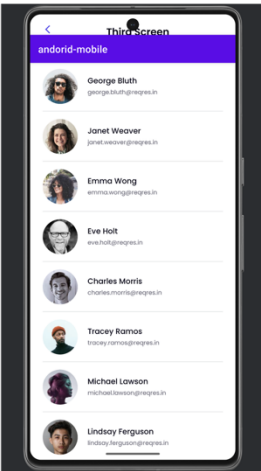 Third Screen
andorid-mobile
George Bluth
george.bluth@reqres.in
Janet Weaver
janet.weaver@reqres.in
Emma Wong
emma.wong@reqres.in
Eve Holt
eve.holt@reqres.in
Charles Morris
charles.morris@reqres.in
Tracey Ramos
tracey.ramos@reqres.in
Michael Lawson
michael.lawson@reqres.in
Lindsay Ferguson
lindsay.ferguson@reqres.in